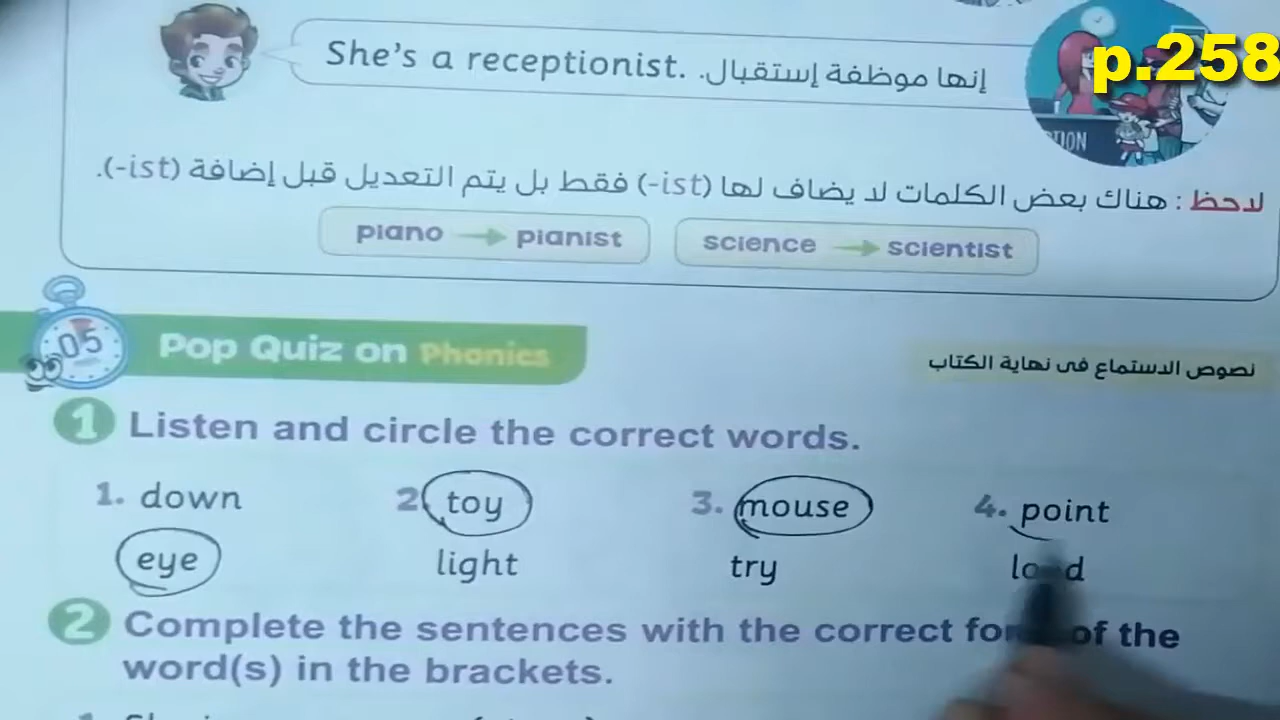 p.258
She's a receptionist. إنها موظفة إستقبال.
TION
لاحظ : هناك بعض الكلمات لا يضاف لها (-ist) فقط بل يتم التعديل قبل إضافة (-ist).
piano → pianist science → scientist
05
Pop Quiz on Phonics
نصوص الاستماع فى نهاية الكتاب
1 Listen and circle the correct words.
1. down 2. toy 3. mouse 4. point
eye light try
2 Complete the sentences with the correct of the
word(s) in the brackets.